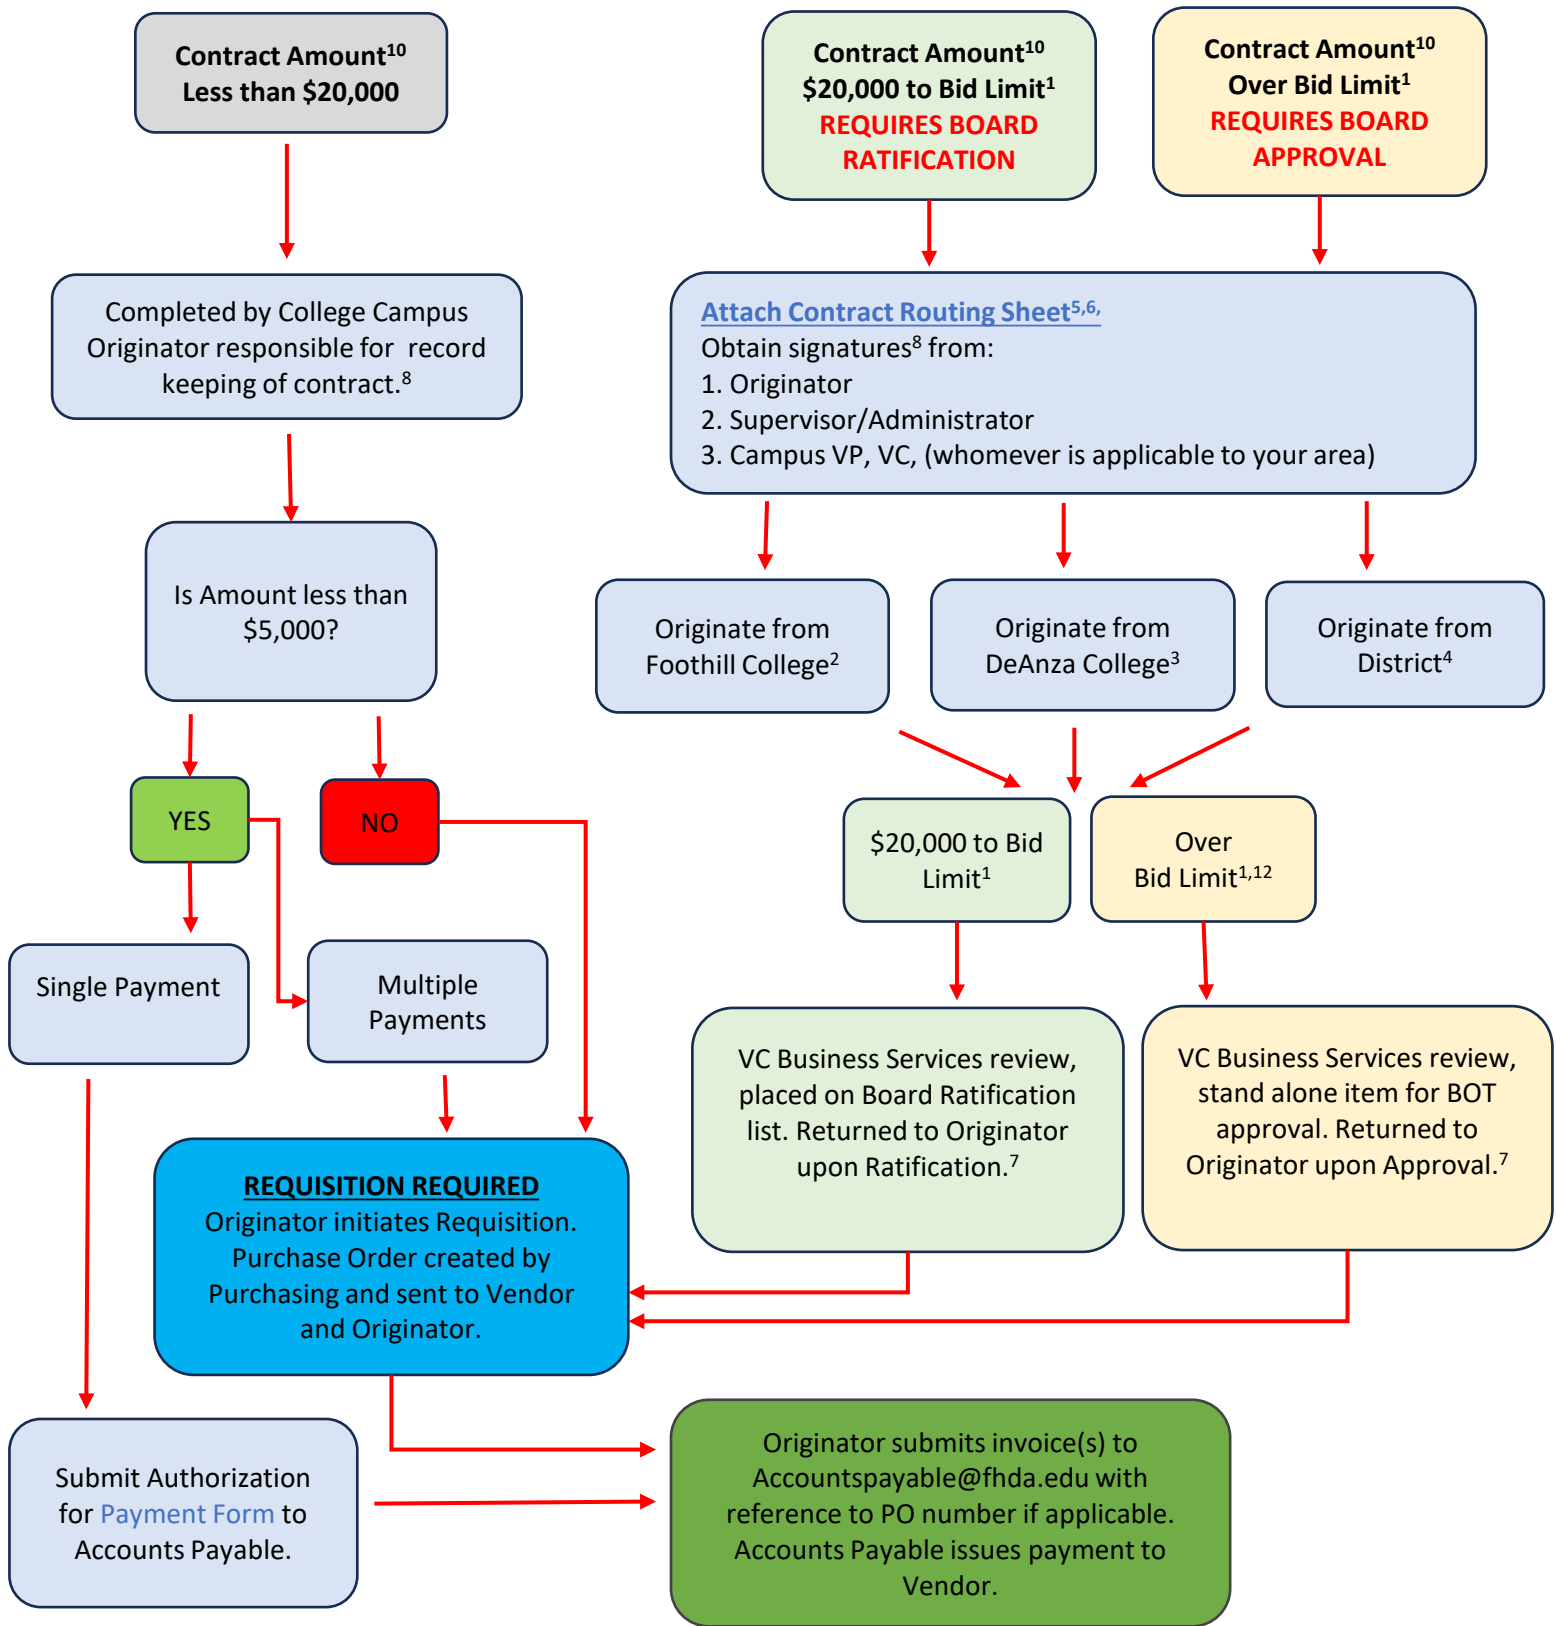 Contract Amount¹⁰
Less than $20,000
Contract Amount¹⁰
$20,000 to Bid Limit¹
REQUIRES BOARD
RATIFICATION
Contract Amount¹⁰
Over Bid Limit¹
REQUIRES BOARD
APPROVAL
Completed by College Campus
Originator responsible for record
keeping of contract.⁸
Attach Contract Routing Sheet⁵,⁶,
Obtain signatures⁸ from:
1. Originator
2. Supervisor/Administrator
3. Campus VP, VC, (whomever is applicable to your area)
Is Amount less than
$5,000?
Originate from
Foothill College²
Originate from
DeAnza College³
Originate from
District⁴
YES
NO
$20,000 to Bid
Limit¹
Over
Bid Limit¹,¹²
Single Payment
Multiple
Payments
VC Business Services review,
placed on Board Ratification
list. Returned to Originator
upon Ratification.⁷
VC Business Services review,
stand alone item for BOT
approval. Returned to
Originator upon Approval.⁷
REQUISITION REQUIRED
Originator initiates Requisition.
Purchase Order created by
Purchasing and sent to Vendor
and Originator.
Submit Authorization
for Payment Form to
Accounts Payable.
Originator submits invoice(s) to
Accountspayable@fhda.edu with
reference to PO number if applicable.
Accounts Payable issues payment to
Vendor.